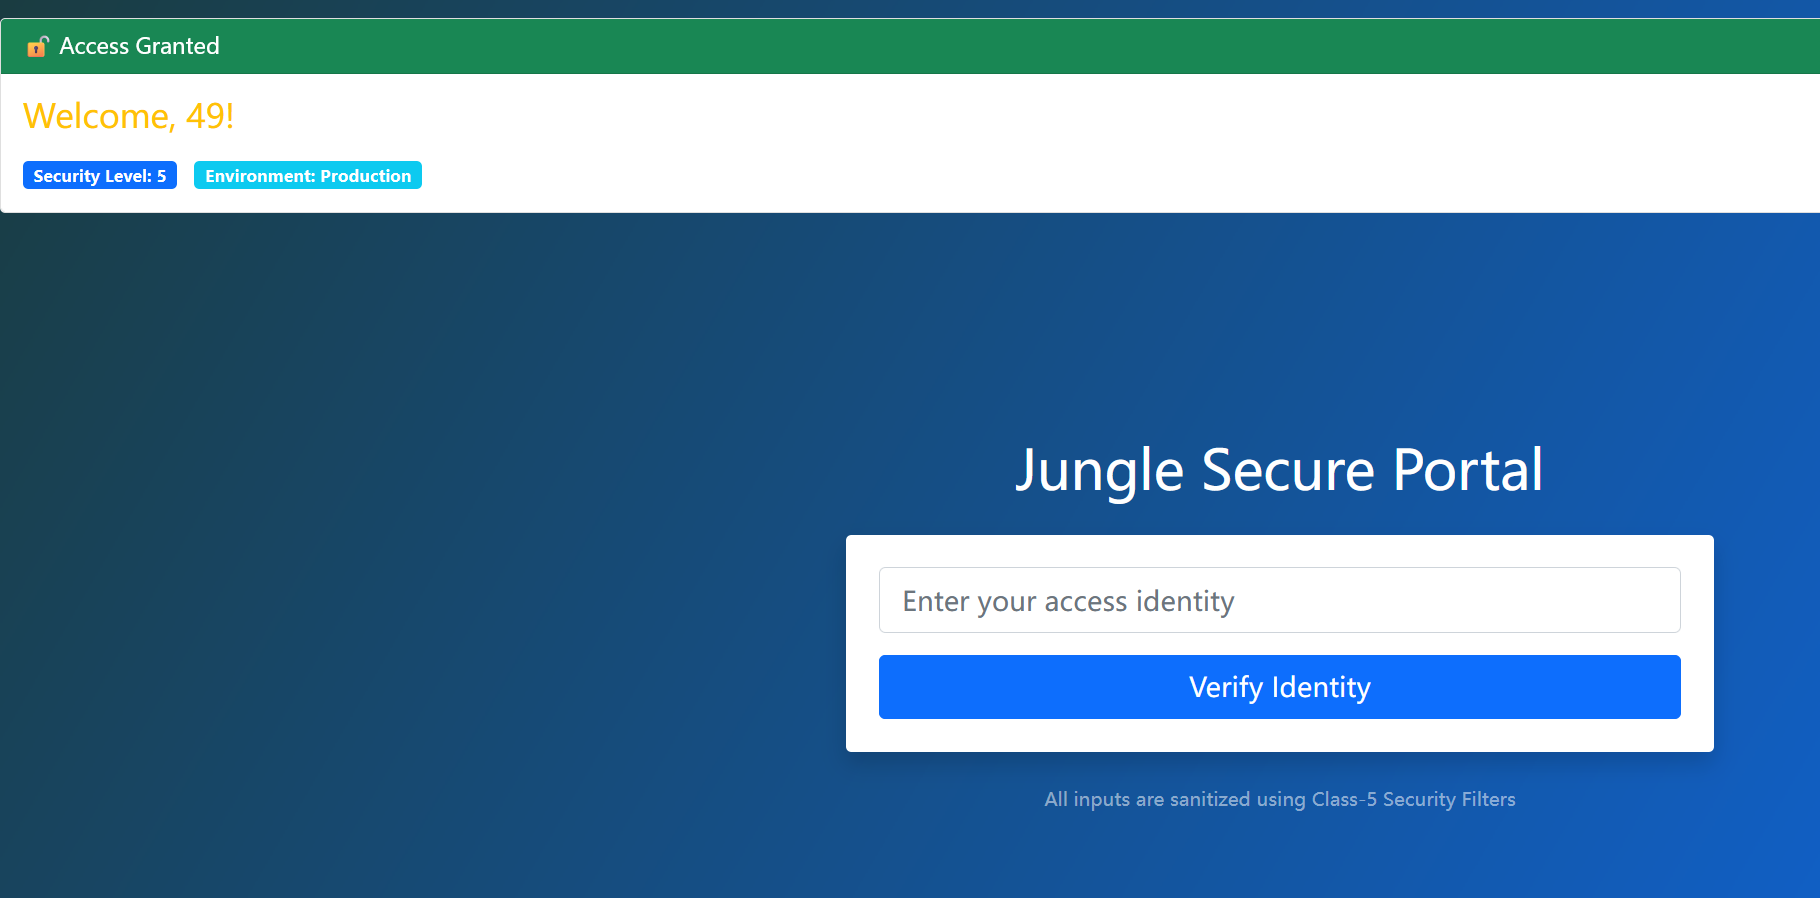 🔓 Access Granted
Welcome, 49!
Security Level: 5 Environment: Production
Jungle Secure Portal
Enter your access identity
Verify Identity
All inputs are sanitized using Class-5 Security Filters